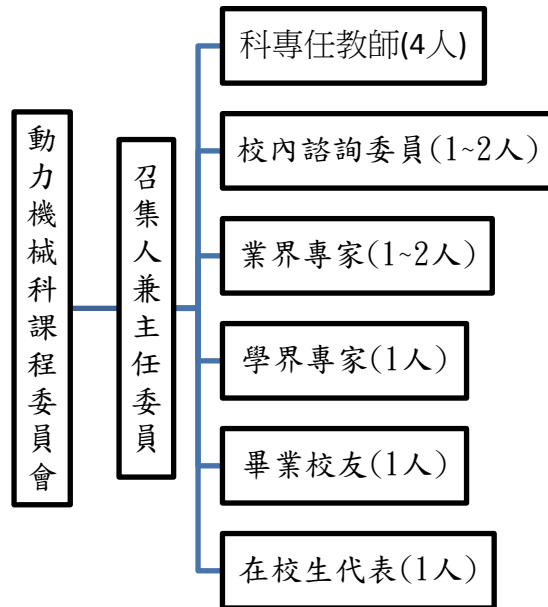 動力機械科課程委員會
召集人兼主任委員
科專任教師(4人)
校內諮詢委員(1~2人)
業界專家(1~2人)
學界專家(1人)
畢業校友(1人)
在校生代表(1人)